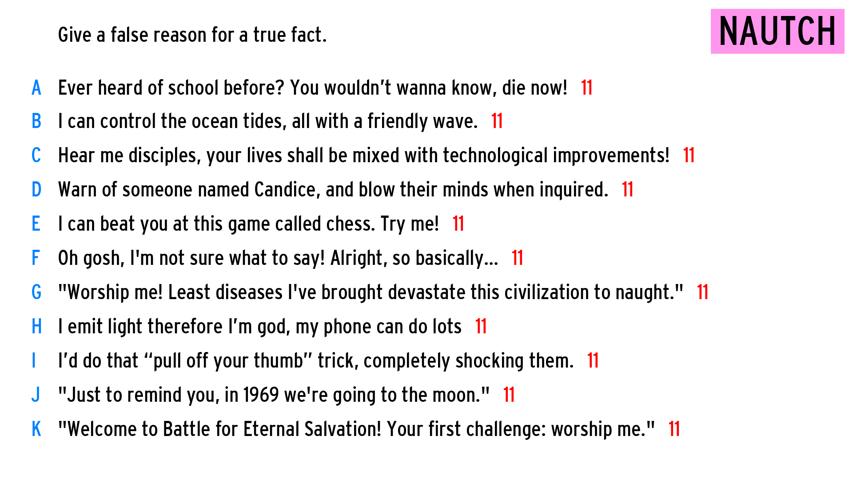 Give a false reason for a true fact.
NAUTCH
A Ever heard of school before? You wouldn’t wanna know, die now! 11
B I can control the ocean tides, all with a friendly wave. 11
C Hear me disciples, your lives shall be mixed with technological improvements! 11
D Warn of someone named Candice, and blow their minds when inquired. 11
E I can beat you at this game called chess. Try me! 11
F Oh gosh, I'm not sure what to say! Alright, so basically... 11
G "Worship me! Least diseases I've brought devastate this civilization to naught." 11
H I emit light therefore I’m god, my phone can do lots 11
I I’d do that “pull off your thumb” trick, completely shocking them. 11
J "Just to remind you, in 1969 we're going to the moon." 11
K "Welcome to Battle for Eternal Salvation! Your first challenge: worship me." 11